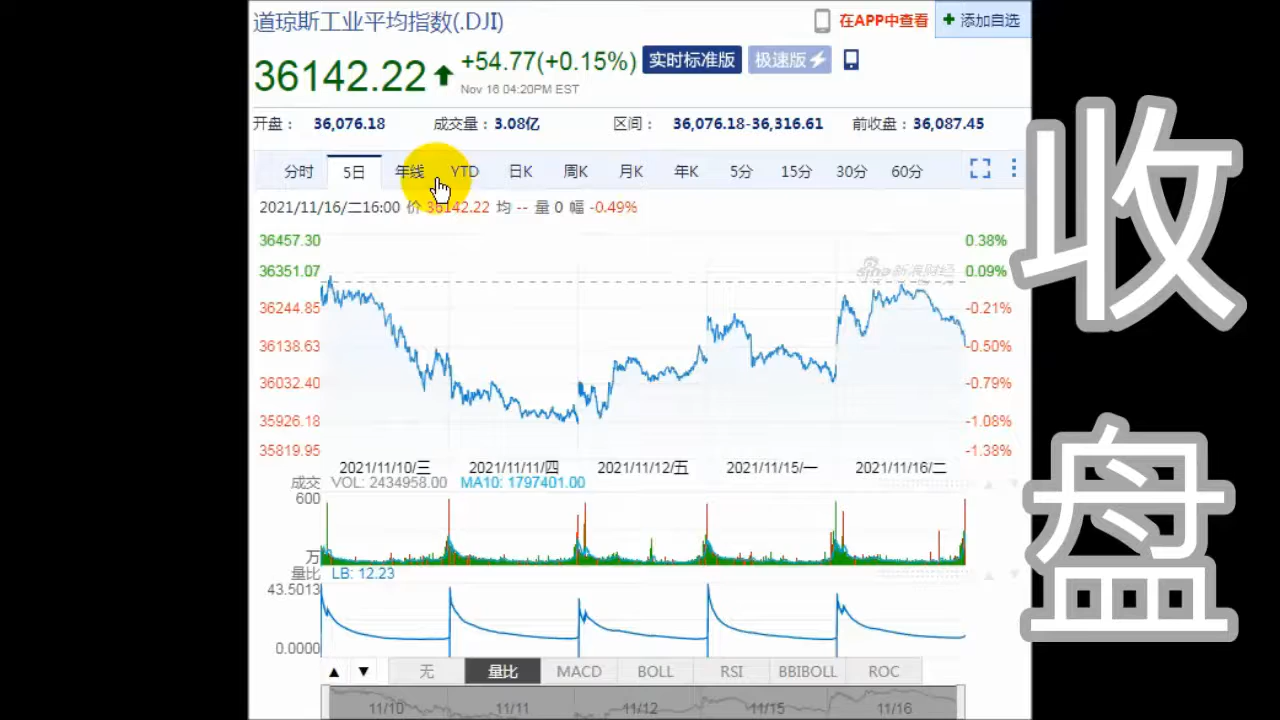 道琼斯工业平均指数(.DJI)
在APP中查看
+ 添加自选
36142.22
+54.77(+0.15%)
实时标准版
极速版
Nov 16 04:20PM EST
开盘： 36,076.18 成交量：3.08亿 区间： 36,076.18-36,316.61 前收盘：36,087.45
分时 5日 年线 YTD 日K 周K 月K 年K 5分 15分 30分 60分
2021/11/16/二16:00 价 36142.22 均 -- 量 0 幅 -0.49%
36457.30 0.38%
sina 新浪财经
36351.07 0.09%
36244.85 -0.21%
36138.63 -0.50%
36032.40 -0.79%
35926.18 -1.08%
35819.95 -1.38%
2021/11/10/三 2021/11/11/四 2021/11/12/五 2021/11/15/一 2021/11/16/二
成交 VOL: 2434958.00 MA10: 1797401.00
600
万
量比 LB: 12.23
43.5013
0.0000
▲ ▼ 无 量比 MACD BOLL RSI BBIBOLL ROC
11/10 11/11 11/12 11/15 11/16
收
盘